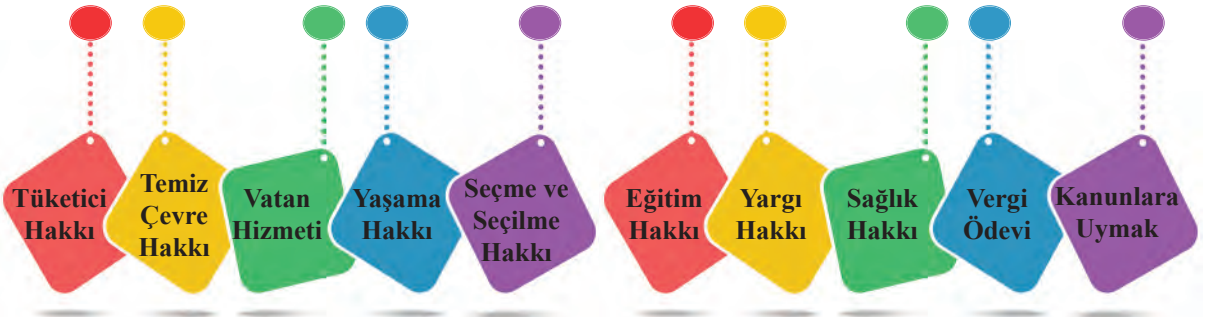 Tüketici
Hakkı
Temiz
Çevre
Hakkı
Vatan
Hizmeti
Yaşama
Hakkı
Seçme ve
Seçilme
Hakkı
Eğitim
Hakkı
Yargı
Hakkı
Sağlık
Hakkı
Vergi
Ödevi
Kanunlara
Uymak